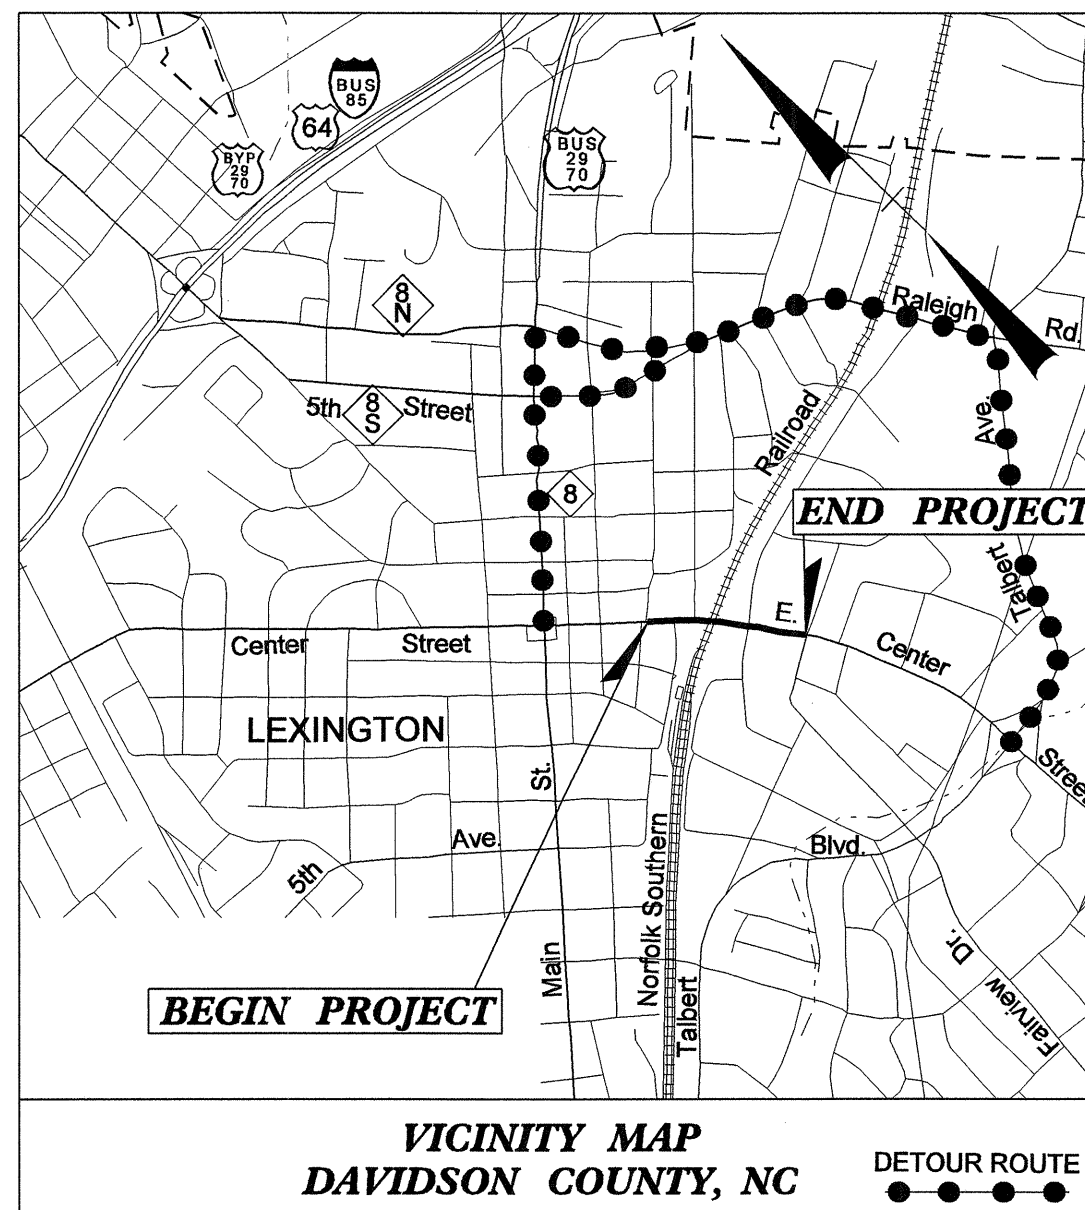 BUS
85
64
BYP
29
70
BUS
29
70
8
N
Raleigh Rd.
5th Street
8
S
Ave.
Railroad
8
END PROJECT
Talbert
E.
Center Street
Center
Street
LEXINGTON
St.
Ave.
5th
Blvd.
Norfolk Southern
Main
Talbert
Dr.
Fairview
BEGIN PROJECT
VICINITY MAP
DAVIDSON COUNTY, NC
DETOUR ROUTE